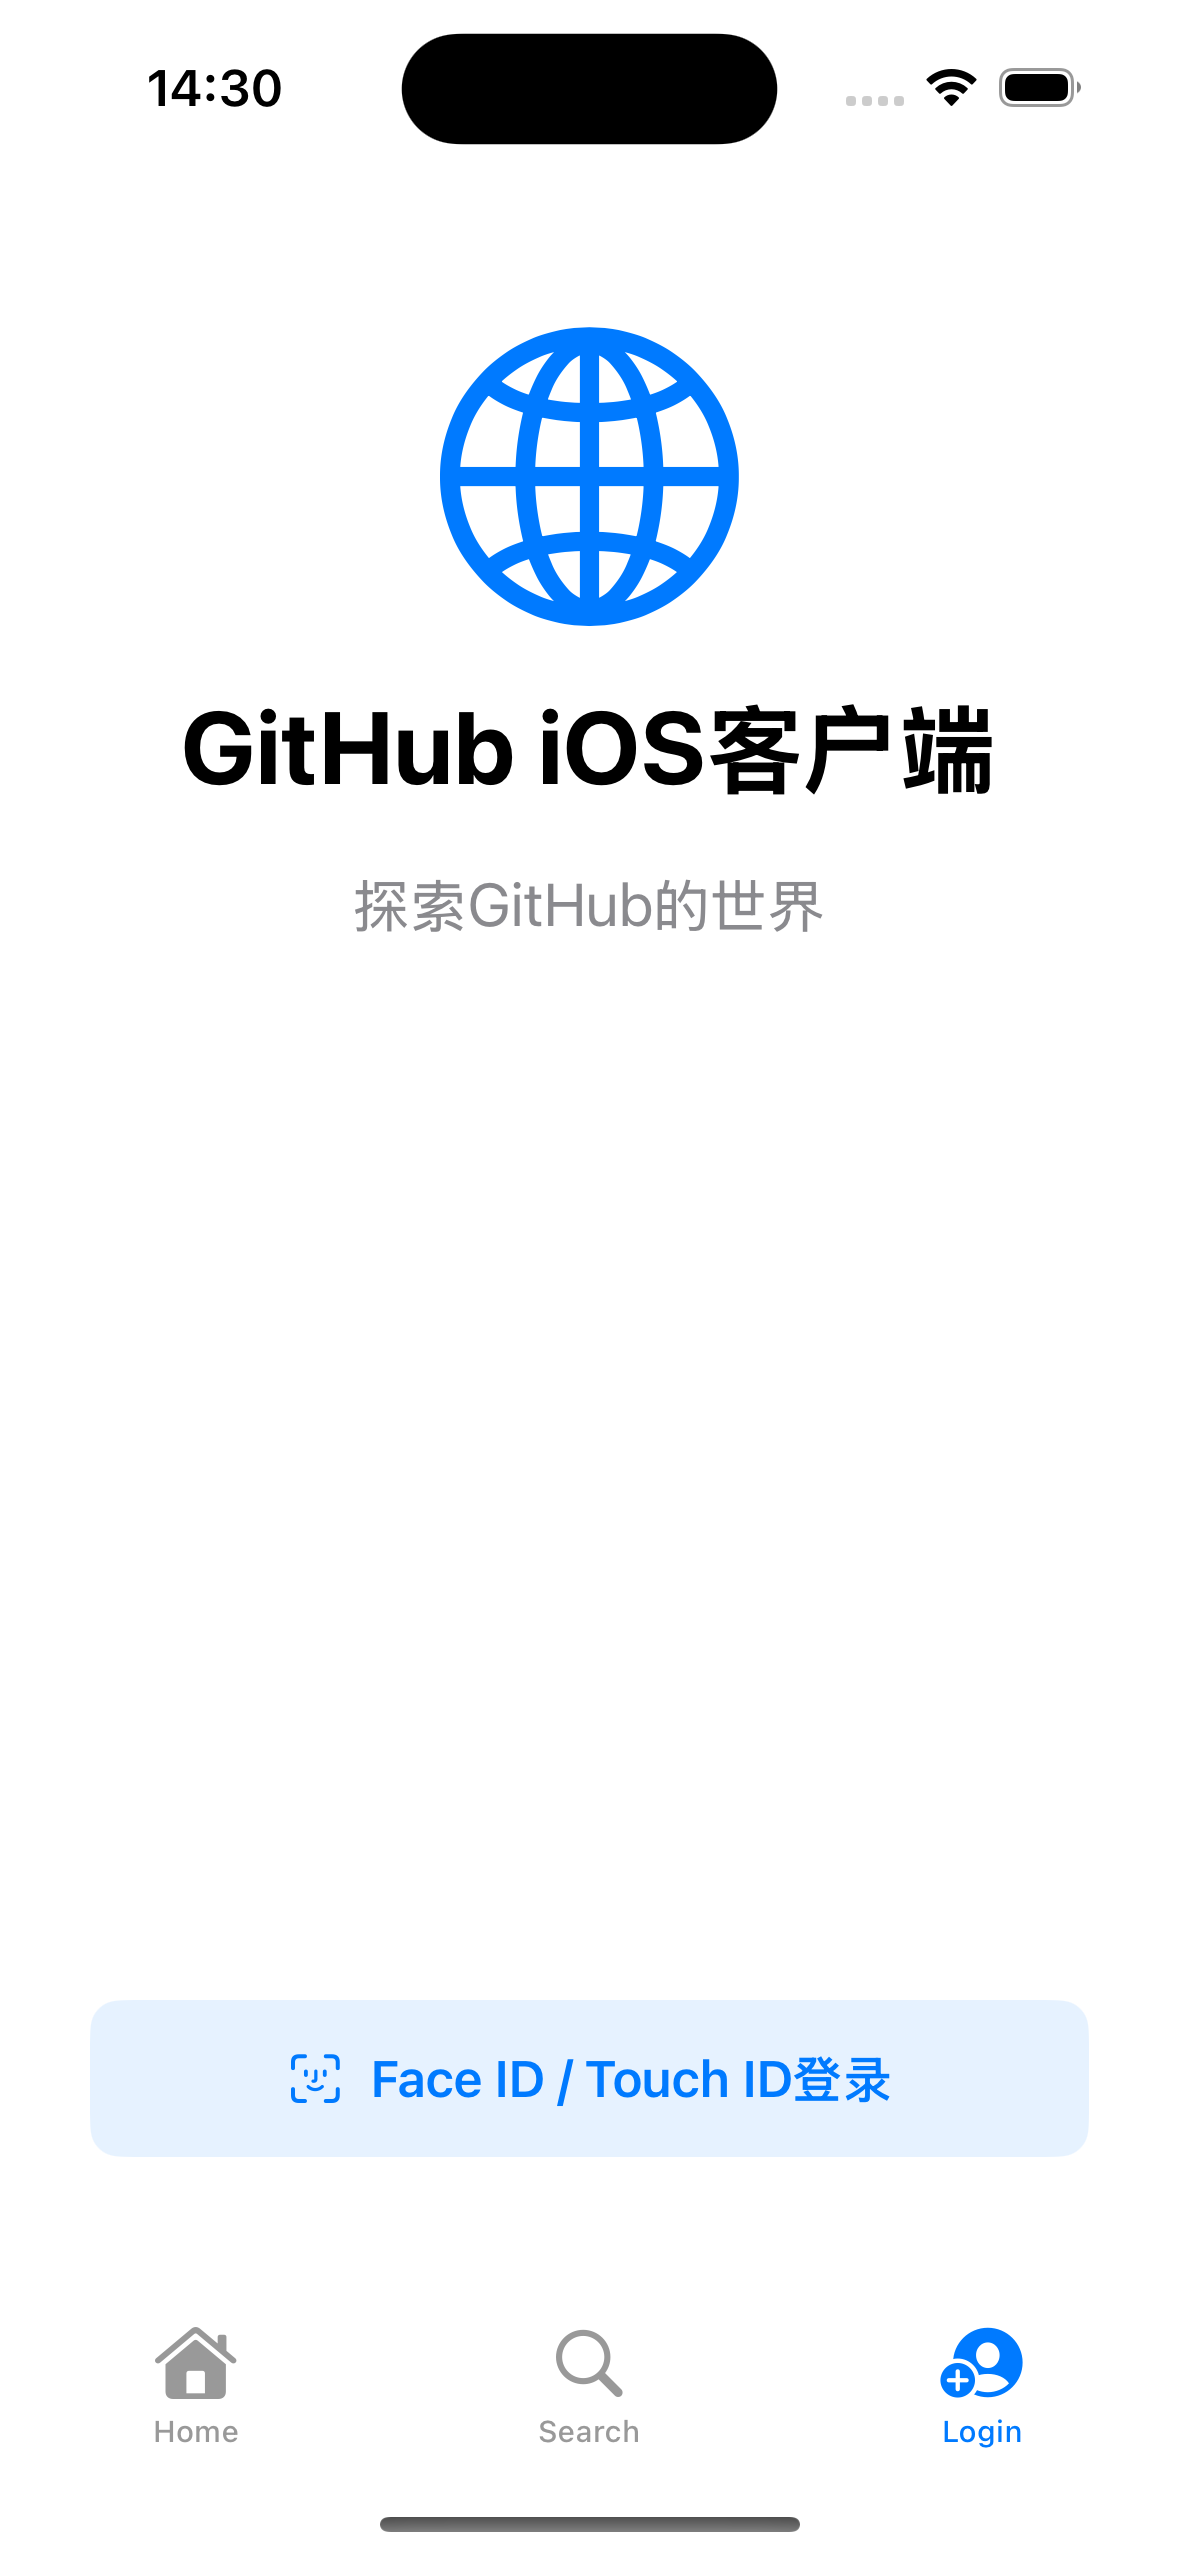 14:30
GitHub iOS客户端
探索GitHub的世界
Face ID / Touch ID登录
Home
Search
Login